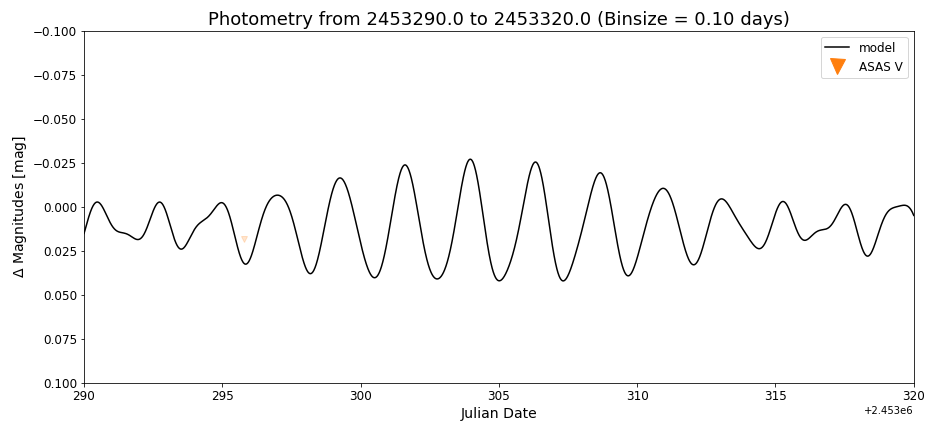 Photometry from 2453290.0 to 2453320.0 (Binsize = 0.10 days)
−0.100
−0.075
−0.050
−0.025
0.000
0.025
0.050
0.075
0.100
Δ Magnitudes [mag]
model
ASAS V
290 295 300 305 310 315 320
Julian Date
+2.453e6